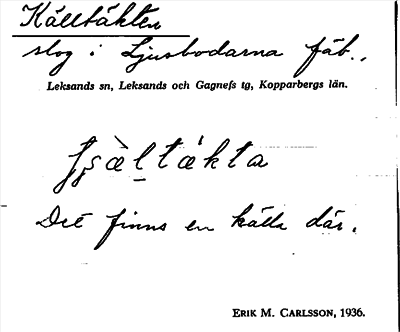 Källtäkten
slog i Ljusbodarna fäb.,
Leksands sn, Leksands och Gagnefs tg, Kopparbergs län.
Det finns en källa där.
ERIK M. CARLSSON, 1936.